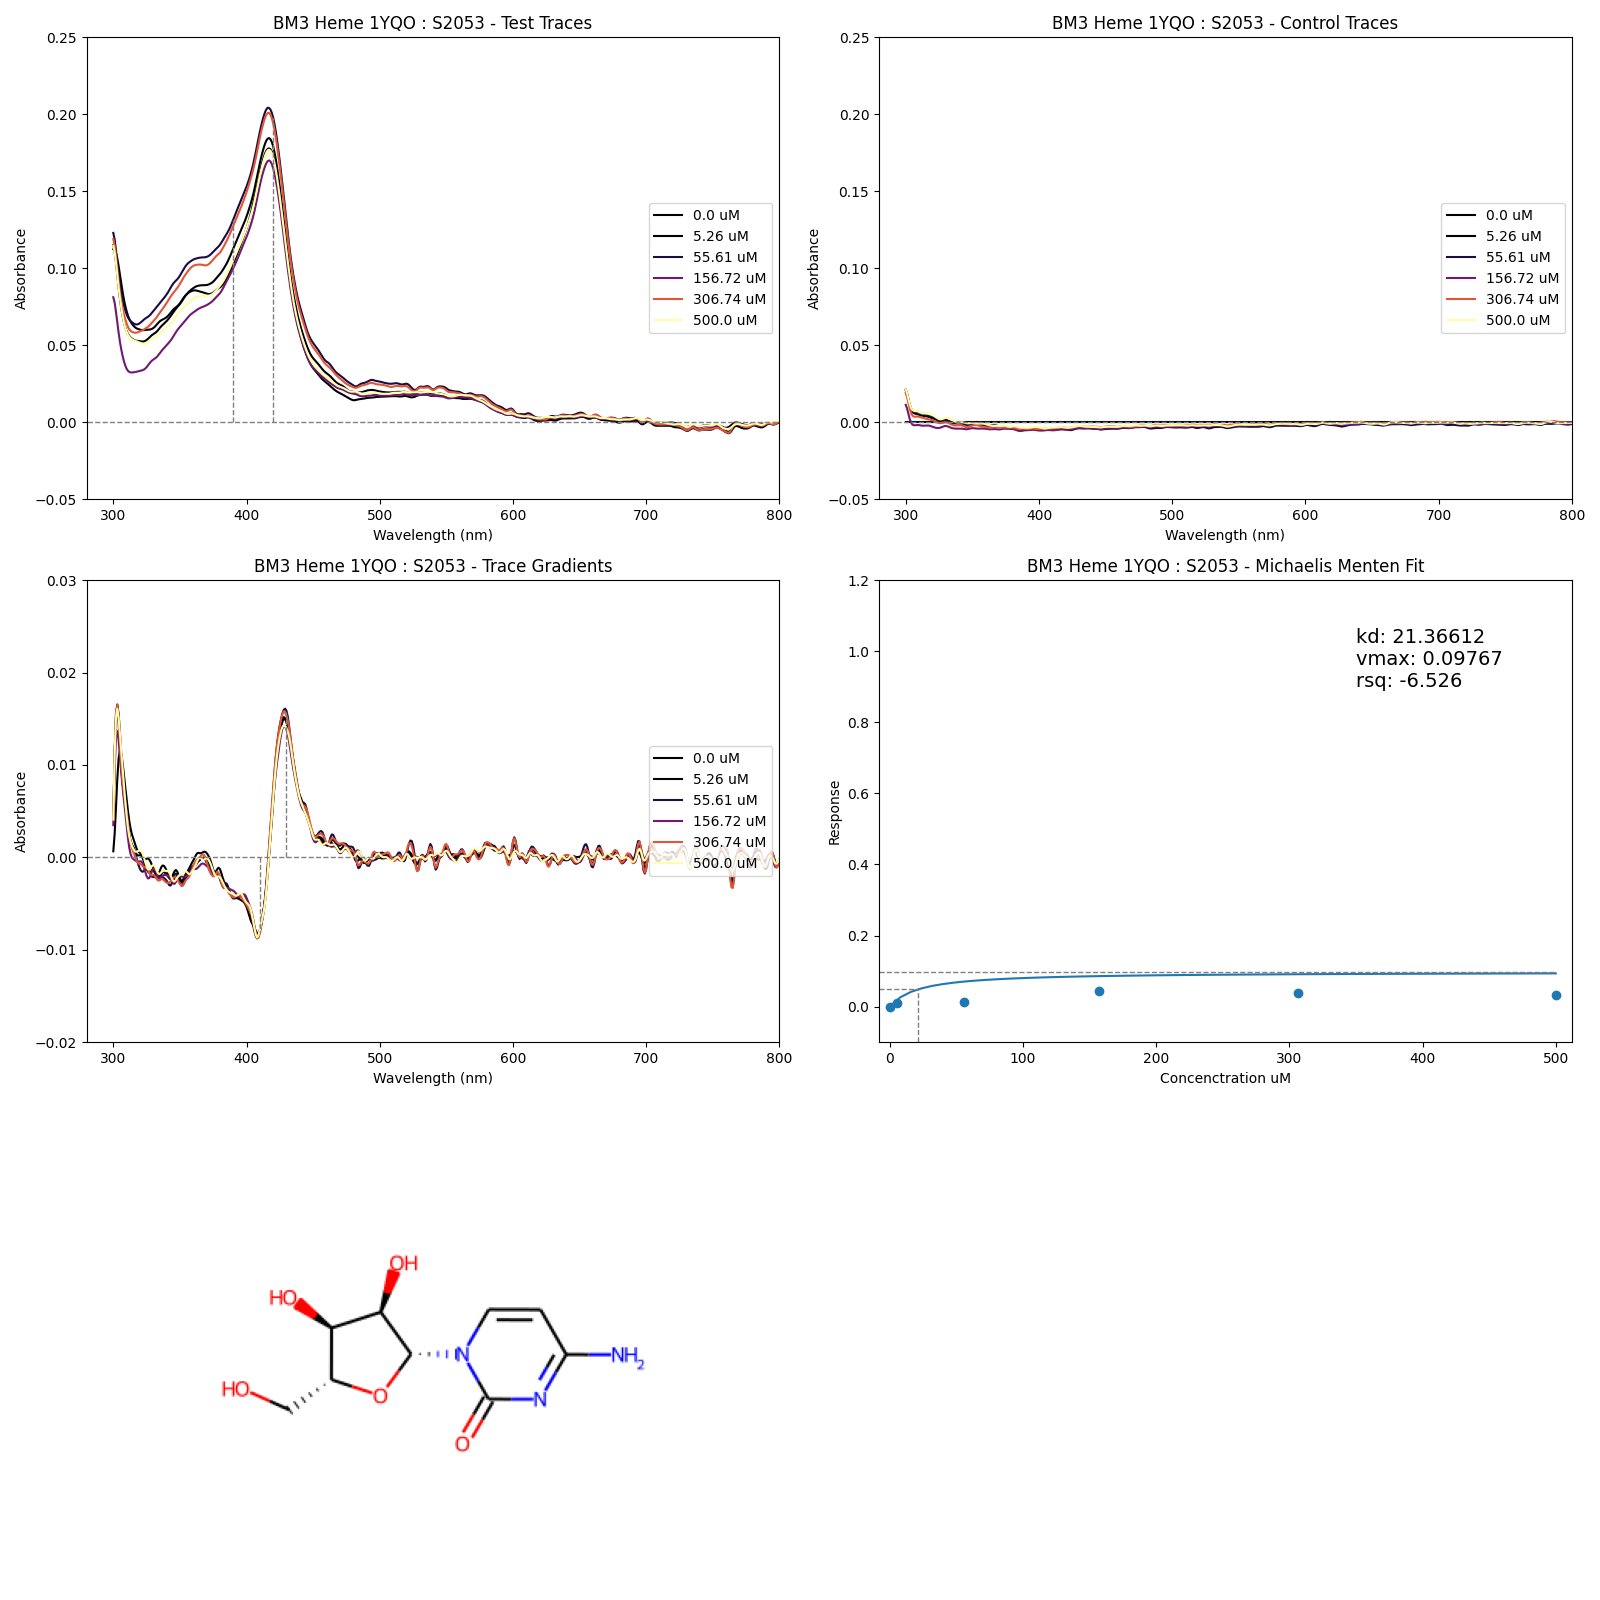 BM3 Heme 1YQO : S2053 - Test Traces
0.25
0.20
0.15
0.10
0.05
0.00
−0.05
Absorbance
300 400 500 600 700 800
Wavelength (nm)
0.0 uM
5.26 uM
55.61 uM
156.72 uM
306.74 uM
500.0 uM
BM3 Heme 1YQO : S2053 - Control Traces
0.25
0.20
0.15
0.10
0.05
0.00
−0.05
Absorbance
300 400 500 600 700 800
Wavelength (nm)
0.0 uM
5.26 uM
55.61 uM
156.72 uM
306.74 uM
500.0 uM
BM3 Heme 1YQO : S2053 - Trace Gradients
0.03
0.02
0.01
0.00
−0.01
−0.02
Absorbance
300 400 500 600 700 800
Wavelength (nm)
0.0 uM
5.26 uM
55.61 uM
156.72 uM
306.74 uM
500.0 uM
BM3 Heme 1YQO : S2053 - Michaelis Menten Fit
1.2
1.0
0.8
0.6
0.4
0.2
0.0
Response
0 100 200 300 400 500
Concenctration uM
kd: 21.36612
vmax: 0.09767
rsq: -6.526
OH
HO
HO
O
N
N
NH2
O